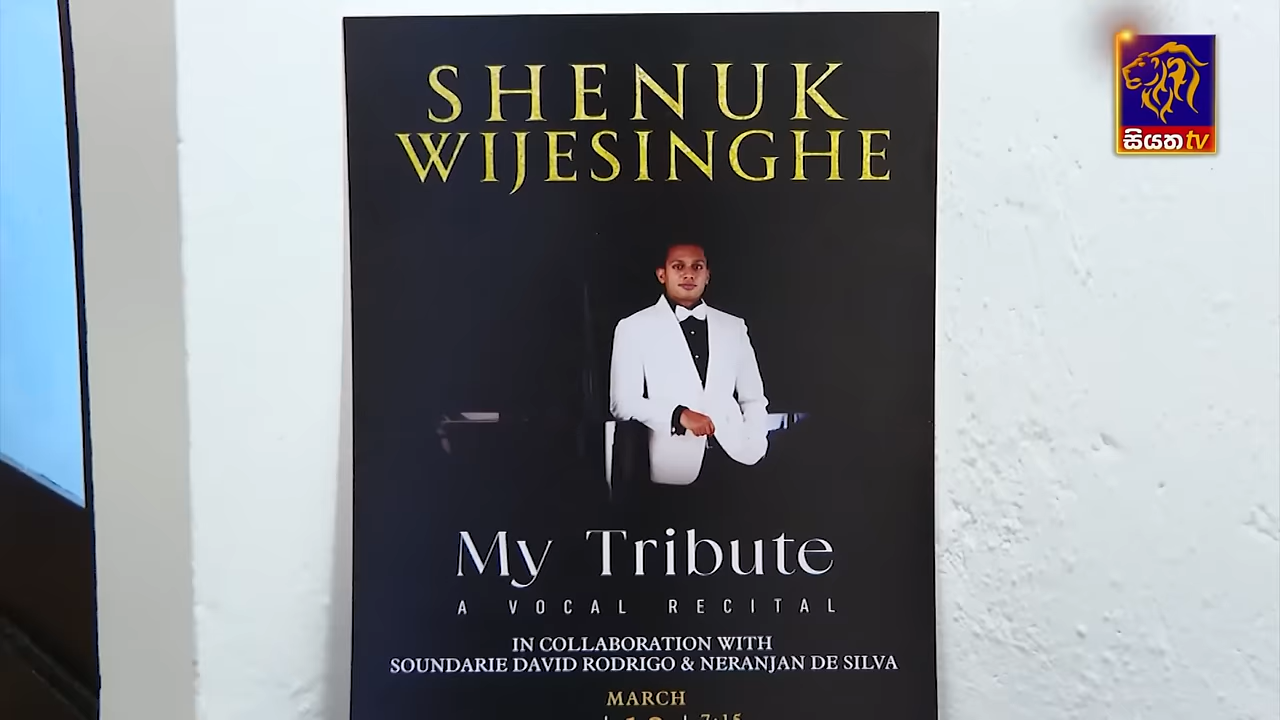 SHENUK
WIJESINGHE
සියත tv
My Tribute
A VOCAL RECITAL
IN COLLABORATION WITH
SOUNDARIE DAVID RODRIGO & NERANJAN DE SILVA
MARCH